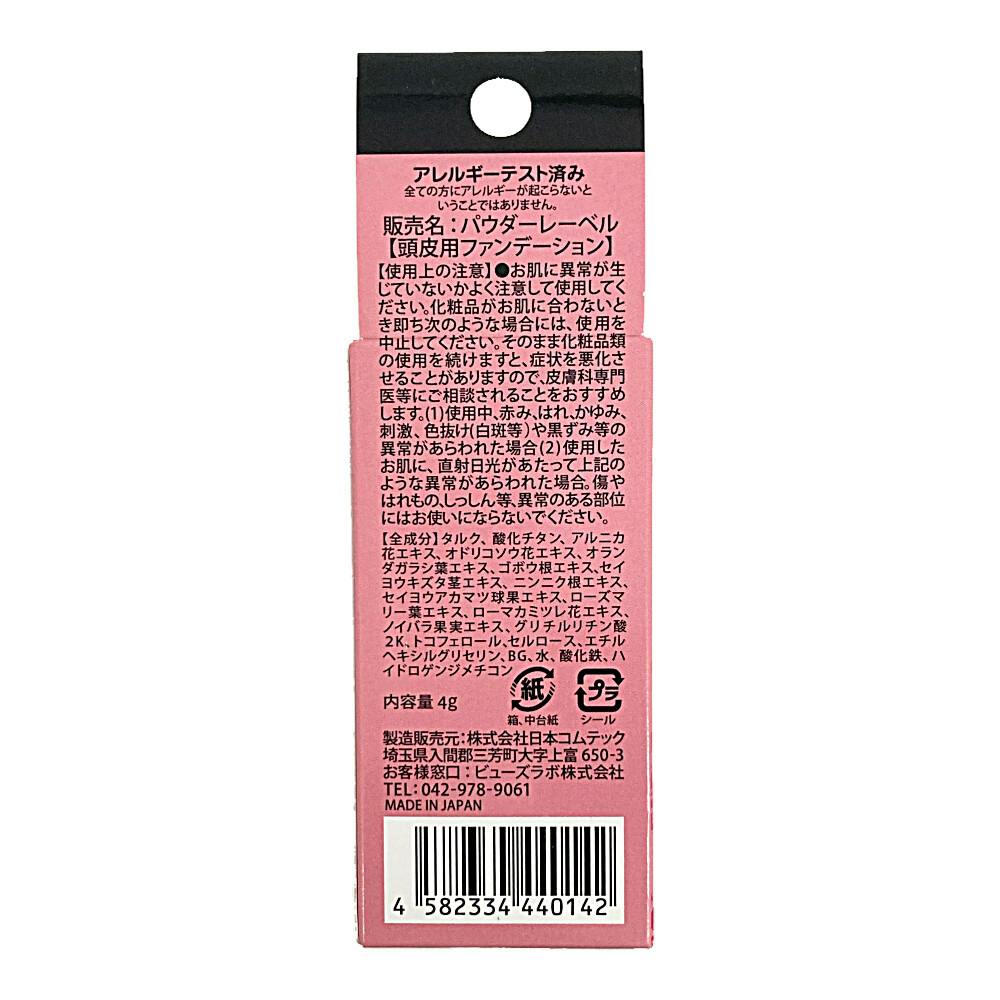 アレルギーテスト済み
全ての方にアレルギーが起こらないと
いうことではありません。
販売名：パウダーレーベル
【頭皮用ファンデーション】
【使用上の注意】●お肌に異常が生
じていないかよく注意して使用してく
ださい。化粧品がお肌に合わないと
き即ち次のような場合には、使用を
中止してください。そのまま化粧品類
の使用を続けますと、症状を悪化さ
せることがありますので、皮膚科専門
医等にご相談されることをおすすめ
します。(1)使用中、赤み、はれ、かゆみ、
刺激、色抜け(白斑等)や黒ずみ等の
異常があらわれた場合(2)使用した
お肌に、直射日光があたって上記の
ような異常があらわれた場合。傷や
はれもの、しっしん等、異常のある部位
にはお使いにならないでください。
【全成分】タルク、酸化チタン、アルニカ
花エキス、オドリコソウ花エキス、オラン
ダガラシ葉エキス、ゴボウ根エキス、セイ
ヨウキズタ茎エキス、ニンニク根エキス、
セイヨウアカマツ球果エキス、ローズマ
リー葉エキス、ローマカミツレ花エキス、
ノイバラ果実エキス、グリチルリチン酸
2K、トコフェロール、セルロース、エチル
ヘキシルグリセリン、BG、水、酸化鉄、ハ
イドロゲンジメチコン
内容量 4g
紙
箱、中台紙
プラ
シール
製造販売元：株式会社日本コムテック
埼玉県入間郡三芳町大字上富 650-3
お客様窓口：ビューズラボ株式会社
TEL：042-978-9061
MADE IN JAPAN
4 582334 440142